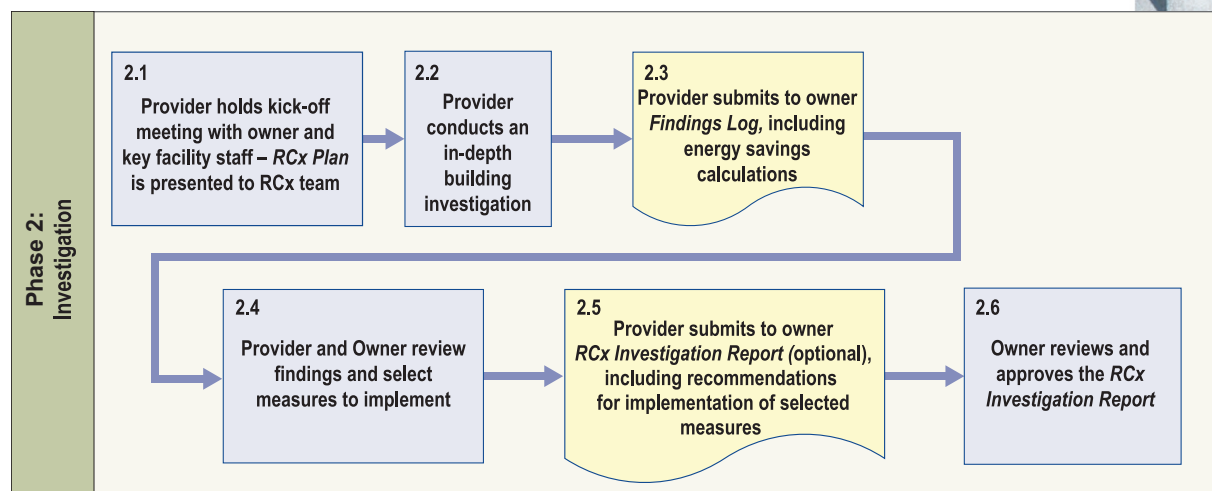 Phase 2:
Investigation
2.1
Provider holds kick-off
meeting with owner and
key facility staff – RCx Plan
is presented to RCx team
2.2
Provider
conducts an
in-depth
building
investigation
2.3
Provider submits to owner
Findings Log, including
energy savings
calculations
2.4
Provider and Owner review
findings and select
measures to implement
2.5
Provider submits to owner
RCx Investigation Report (optional),
including recommendations
for implementation of selected
measures
2.6
Owner reviews and
approves the RCx
Investigation Report